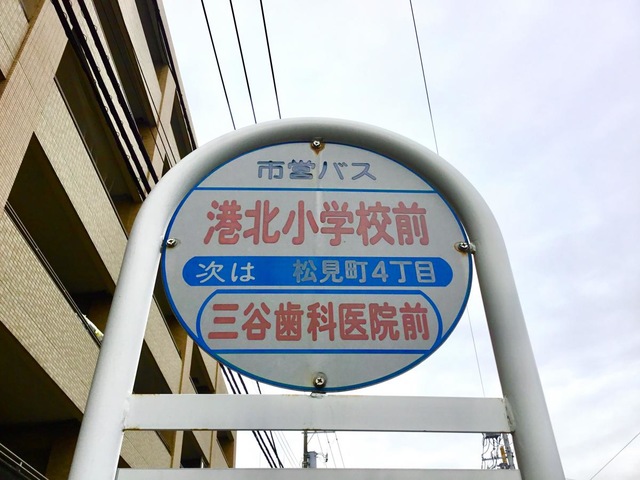 市営バス
港北小学校前
次は 松見町4丁目
三谷歯科医院前